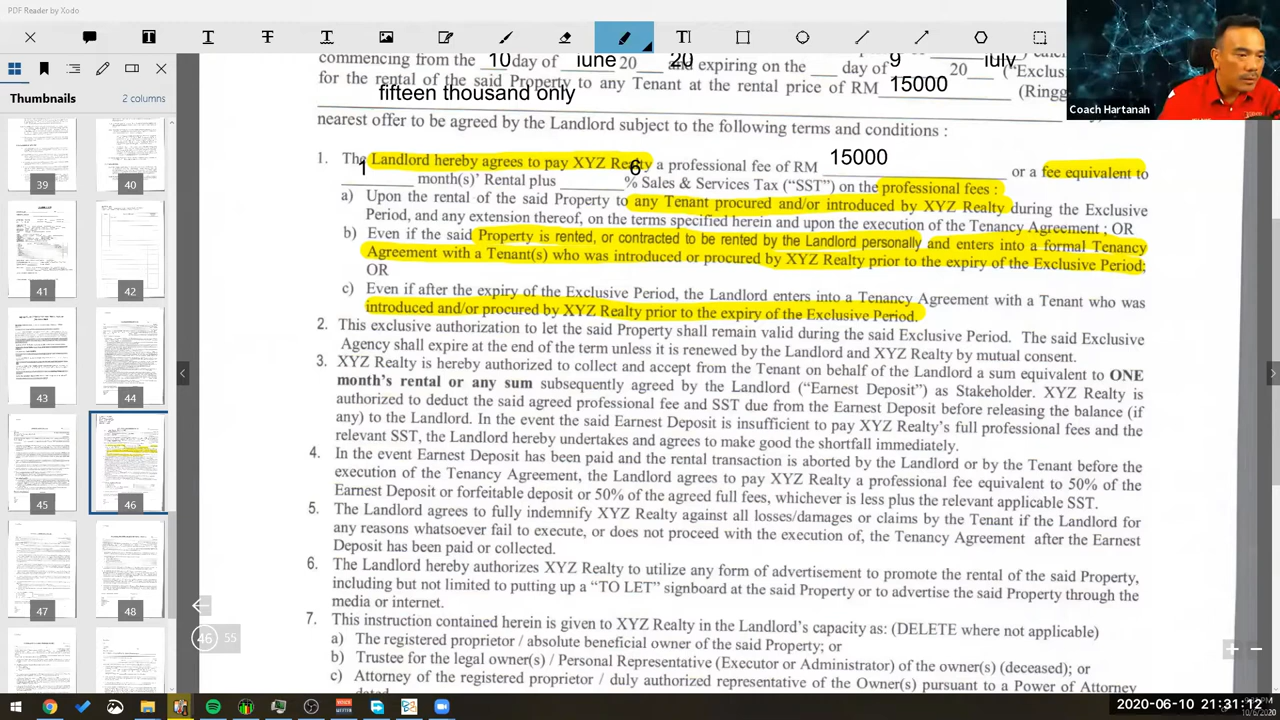 PDF Reader by Xodo
Thumbnails
2 columns
39
40
41
42
43
44
45
46
47
48
46 55
commencing from the 10 day of June 20 20 and expiring on the 9 day of July 20 ("Exclus
for the rental of the said Property to any Tenant at the rental price of RM 15000
fifteen thousand only (Ringg
nearest offer to be agreed by the Landlord subject to the following terms and conditions :
1. The Landlord hereby agrees to pay XYZ Realty a professional fee of RM 15000 or a fee equivalent to
1 month(s)' Rental plus 6 % Sales & Services Tax ("SST") on the professional fees :
a) Upon the rental of the said Property to any Tenant procured and/or introduced by XYZ Realty during the Exclusive
Period, and any extension thereof, on the terms specified herein and upon the execution of the Tenancy Agreement ; OR
b) Even if the said Property is rented, or contracted to be rented by the Landlord personally and enters into a formal Tenancy
Agreement with a Tenant(s) who was introduced or procured by XYZ Realty prior to the expiry of the Exclusive Period;
OR
c) Even if after the expiry of the Exclusive Period, the Landlord enters into a Tenancy Agreement with a Tenant who was
introduced and/or procured by XYZ Realty prior to the expiry of the Exclusive Period.
2. This exclusive authorization to let the said Property shall remain valid during the said Exclusive Period. The said Exclusive
Agency shall expire at the end of the term unless it is renewed by the Landlord and XYZ Realty by mutual consent.
3. XYZ Realty is hereby authorized to collect and accept from the Tenant on behalf of the Landlord a sum equivalent to ONE
month's rental or any sum subsequently agreed by the Landlord ("Earnest Deposit") as Stakeholder. XYZ Realty is
authorized to deduct the said agreed professional fee and SST due from the Earnest Deposit before releasing the balance (if
any) to the Landlord. In the event the said Earnest Deposit is insufficient to pay XYZ Realty's full professional fees and the
relevant SST, the Landlord hereby undertakes and agrees to make good the shortfall immediately.
4. In the event Earnest Deposit has been paid and the rental transaction is aborted by the Landlord or by the Tenant before the
execution of the Tenancy Agreement, the Landlord agrees to pay XYZ Realty a professional fee equivalent to 50% of the
Earnest Deposit or forfeitable deposit or 50% of the agreed full fees, whichever is less plus the relevant applicable SST.
5. The Landlord agrees to fully indemnify XYZ Realty against all losses/damages or claims by the Tenant if the Landlord for
any reasons whatsoever fail to execute, or does not proceed with the execution of, the Tenancy Agreement after the Earnest
Deposit has been paid or collected.
6. The Landlord hereby authorizes XYZ Realty to utilize any form of advertisement to promote the rental of the said Property,
including but not limited to putting up a "TO LET" signboard at the said Property or to advertise the said Property through the
media or internet.
7. This instruction contained herein is given to XYZ Realty in the Landlord's capacity as: (DELETE where not applicable)
a) The registered proprietor / absolute beneficial owner of the said Property; or
b) Trustee for the legal owner(s) / Personal Representative (Executor or Administrator) of the owner(s) (deceased); or
c) Attorney of the registered proprietor / duly authorized representative of the Owner(s) pursuant to a Power of Attorney
Coach Hartanah
2020-06-10 21:31:12